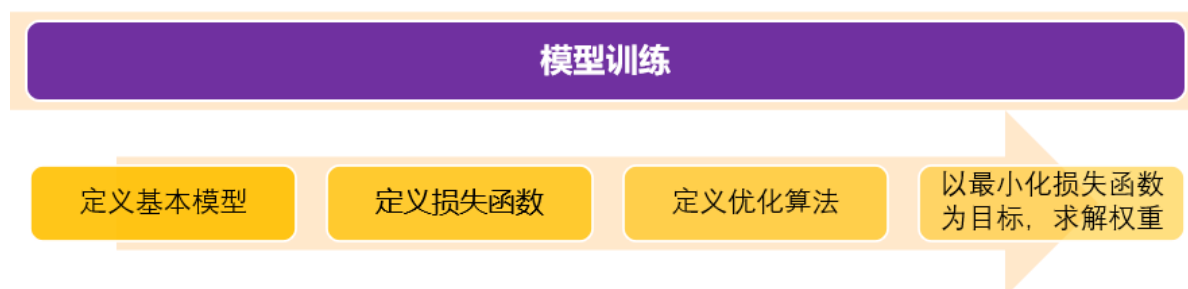 模型训练
定义基本模型
定义损失函数
定义优化算法
以最小化损失函数
为目标，求解权重